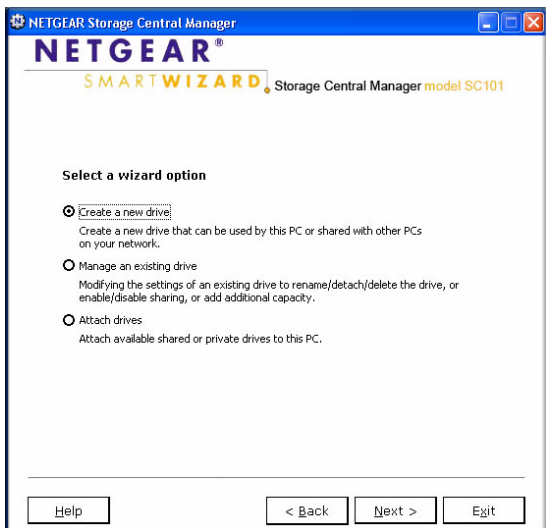 NETGEAR Storage Central Manager
NETGEAR®
SMARTWIZARD Storage Central Manager model SC101
Select a wizard option
Create a new drive
Create a new drive that can be used by this PC or shared with other PCs
on your network.
Manage an existing drive
Modifying the settings of an existing drive to rename/detach/delete the drive, or
enable/disable sharing, or add additional capacity.
Attach drives
Attach available shared or private drives to this PC.
Help
< Back
Next >
Exit